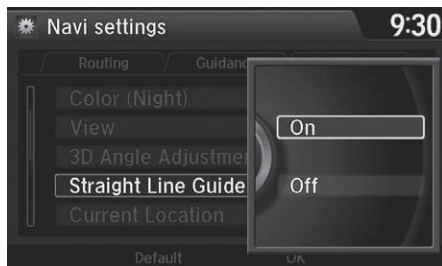 Navi settings
9:30
Routing
Guidanc
Color (Night)
View
3D Angle Adjustmen
Straight Line Guide
Current Location
On
Off
Default
OK